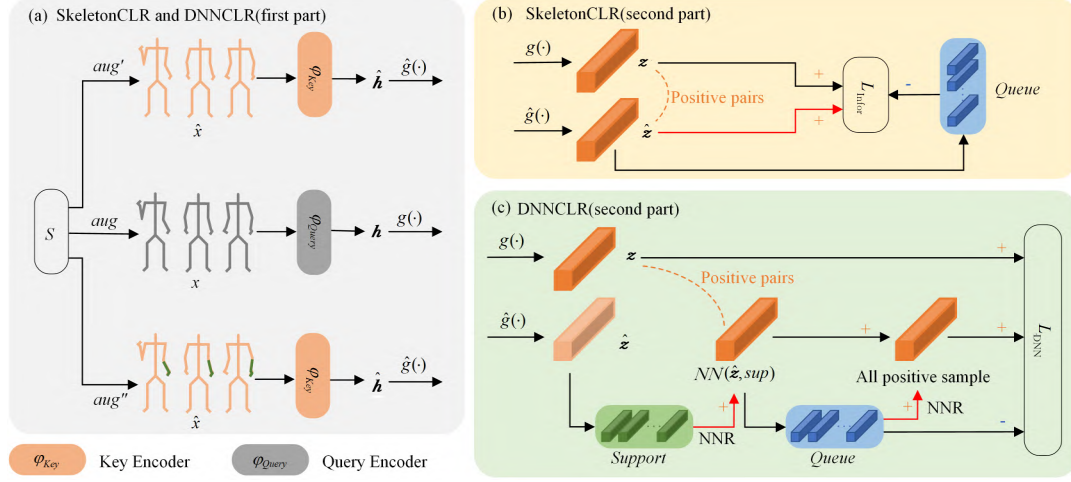 (a) SkeletonCLR and DNNCLR(first part)
aug'
x̂
φKey
ĥ
ĝ(·)
S
aug
x
φQuery
h
g(·)
aug''
x̂
φKey
ĥ
ĝ(·)
φKey Key Encoder
φQuery Query Encoder
(b) SkeletonCLR(second part)
g(·)
z
+
Positive pairs
ĝ(·)
ẑ
+
LInfor
-
Queue
(c) DNNCLR(second part)
g(·)
z
+
Positive pairs
ĝ(·)
ẑ
NN(ẑ,sup)
+
All positive sample
+
LDNN
Support
+
NNR
Queue
+
NNR
-